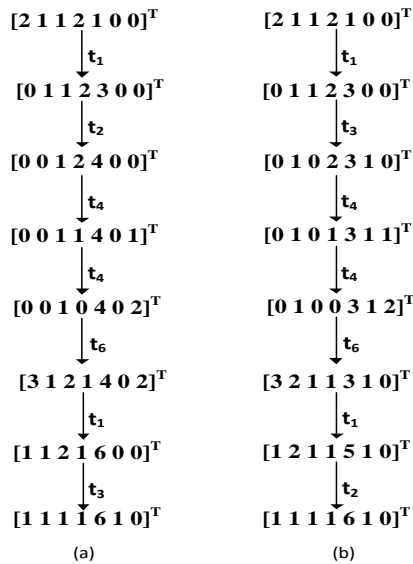 [2 1 1 2 1 0 0]ᵀ
t₁
[0 1 1 2 3 0 0]ᵀ
t₂
[0 0 1 2 4 0 0]ᵀ
t₄
[0 0 1 1 4 0 1]ᵀ
t₄
[0 0 1 0 4 0 2]ᵀ
t₆
[3 1 2 1 4 0 2]ᵀ
t₁
[1 1 2 1 6 0 0]ᵀ
t₃
[1 1 1 1 6 1 0]ᵀ
(a)
[2 1 1 2 1 0 0]ᵀ
t₁
[0 1 1 2 3 0 0]ᵀ
t₃
[0 1 0 2 3 1 0]ᵀ
t₄
[0 1 0 1 3 1 1]ᵀ
t₄
[0 1 0 0 3 1 2]ᵀ
t₆
[3 2 1 1 3 1 0]ᵀ
t₁
[1 2 1 1 5 1 0]ᵀ
t₂
[1 1 1 1 6 1 0]ᵀ
(b)